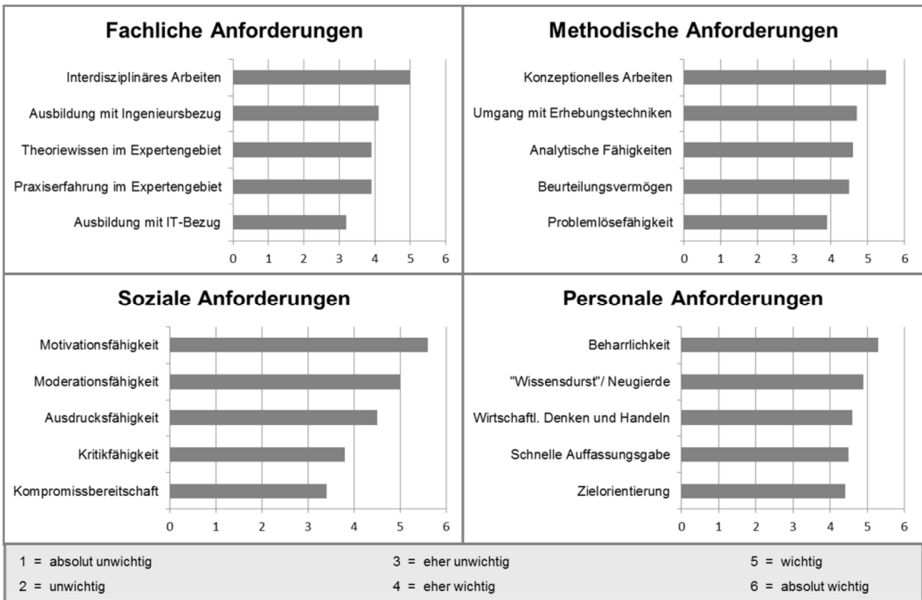 Fachliche Anforderungen
Interdisziplinäres Arbeiten
Ausbildung mit Ingenieursbezug
Theoriewissen im Expertengebiet
Praxiserfahrung im Expertengebiet
Ausbildung mit IT-Bezug
0 1 2 3 4 5 6
Methodische Anforderungen
Konzeptionelles Arbeiten
Umgang mit Erhebungstechniken
Analytische Fähigkeiten
Beurteilungsvermögen
Problemlösefähigkeit
0 1 2 3 4 5 6
Soziale Anforderungen
Motivationsfähigkeit
Moderationsfähigkeit
Ausdrucksfähigkeit
Kritikfähigkeit
Kompromissbereitschaft
0 1 2 3 4 5 6
Personale Anforderungen
Beharrlichkeit
"Wissensdurst"/ Neugierde
Wirtschaftl. Denken und Handeln
Schnelle Auffassungsgabe
Zielorientierung
0 1 2 3 4 5 6
1 = absolut unwichtig 3 = eher unwichtig 5 = wichtig
2 = unwichtig 4 = eher wichtig 6 = absolut wichtig